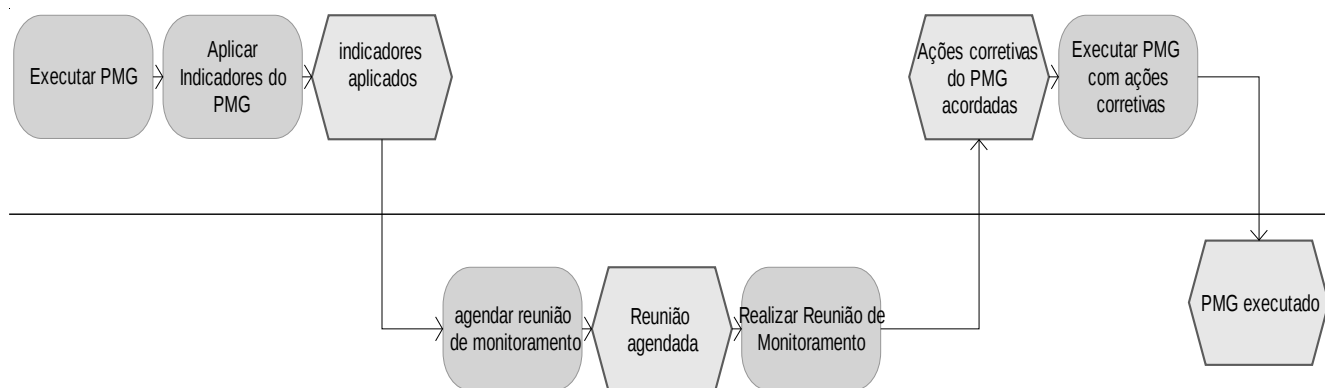 Executar PMG
Aplicar
Indicadores do
PMG
indicadores
aplicados
Ações corretivas
do PMG
acordadas
Executar PMG
com ações
corretivas
agendar reunião
de monitoramento
Reunião
agendada
Realizar Reunião de
Monitoramento
PMG executado